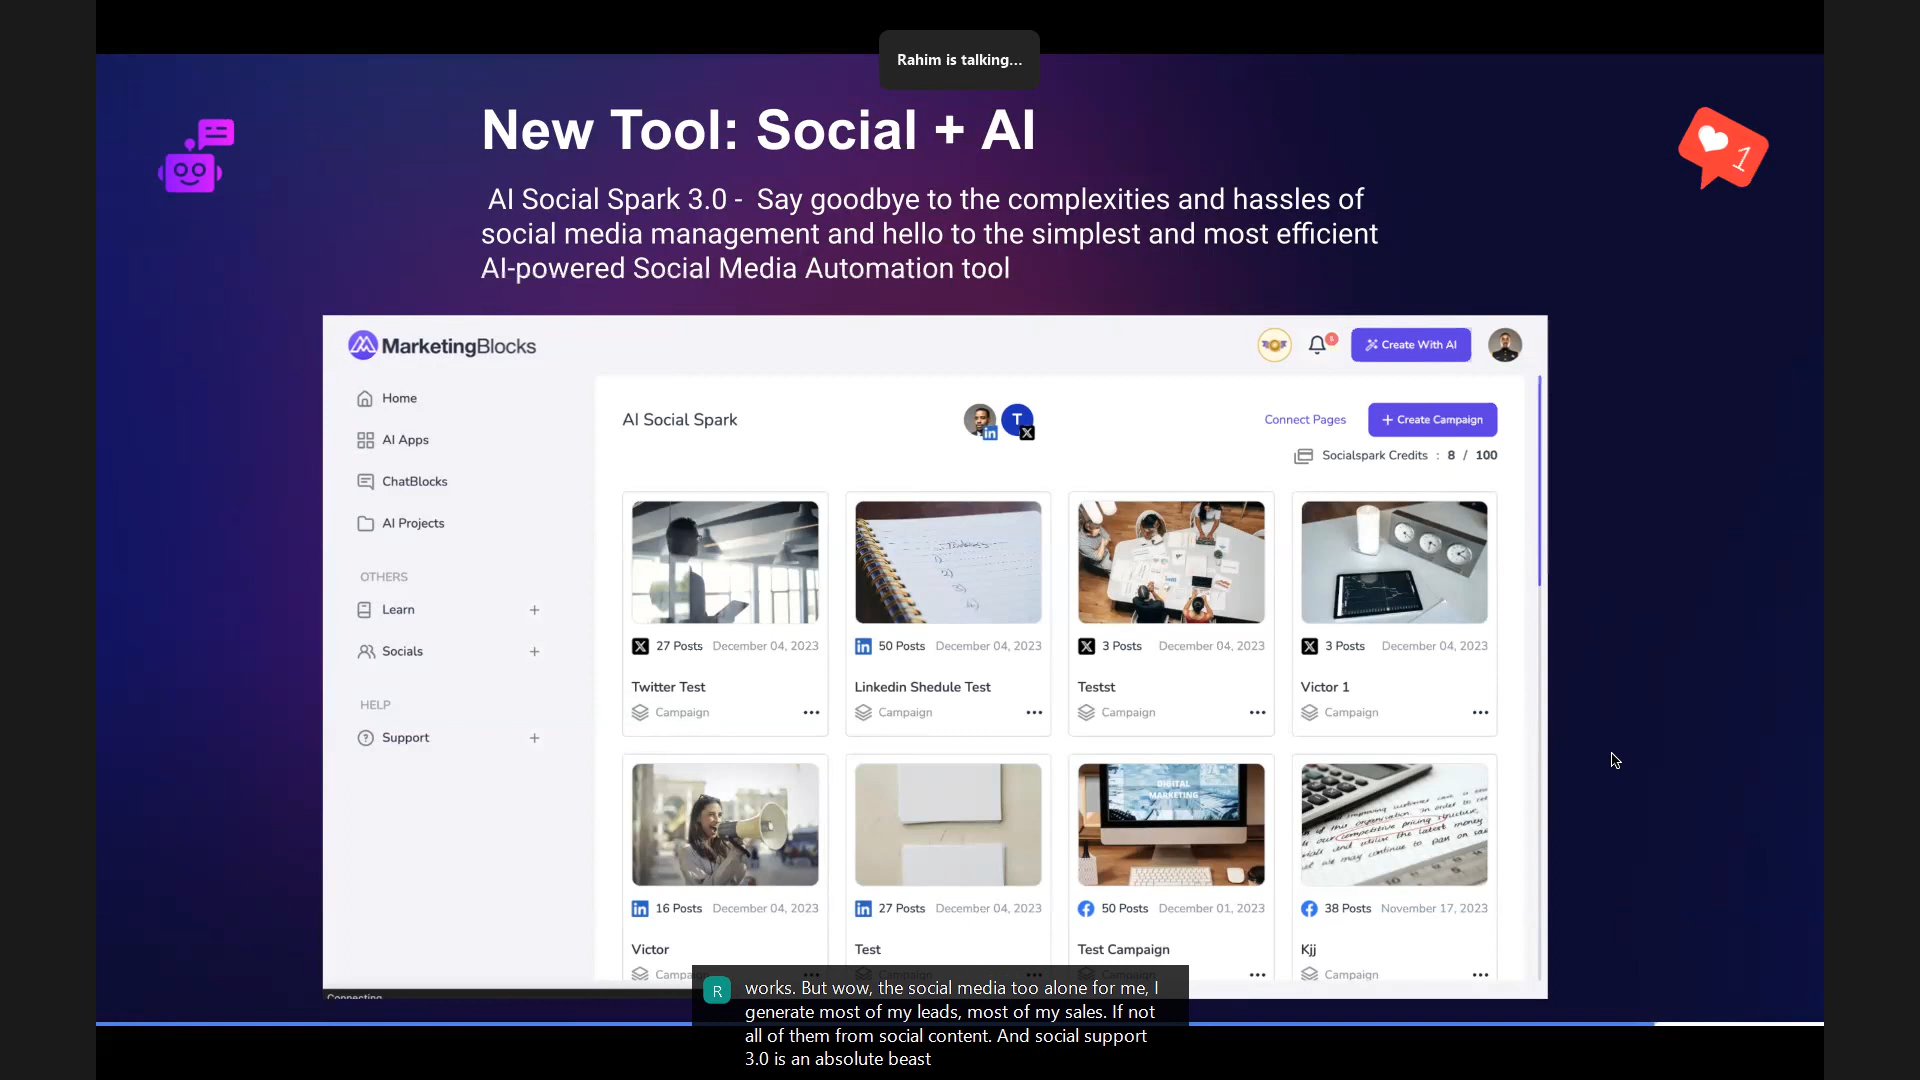 Rahim is talking...
New Tool: Social + AI
AI Social Spark 3.0 - Say goodbye to the complexities and hassles of
social media management and hello to the simplest and most efficient
AI-powered Social Media Automation tool
1
MarketingBlocks
Create With AI
Home
AI Apps
ChatBlocks
AI Projects
OTHERS
Learn +
Socials +
HELP
Support +
AI Social Spark
T
Connect Pages
+ Create Campaign
Socialspark Credits : 8 / 100
27 Posts December 04, 2023
Twitter Test
Campaign
50 Posts December 04, 2023
Linkedin Shedule Test
Campaign
3 Posts December 04, 2023
Testst
Campaign
3 Posts December 04, 2023
Victor 1
Campaign
DIGITAL
MARKETING
16 Posts December 04, 2023
Victor
Campaign
27 Posts December 04, 2023
Test
Campaign
50 Posts December 01, 2023
Test Campaign
Campaign
38 Posts November 17, 2023
Kjj
Campaign
Connecting
R
works. But wow, the social media too alone for me, I
generate most of my leads, most of my sales. If not
all of them from social content. And social support
3.0 is an absolute beast